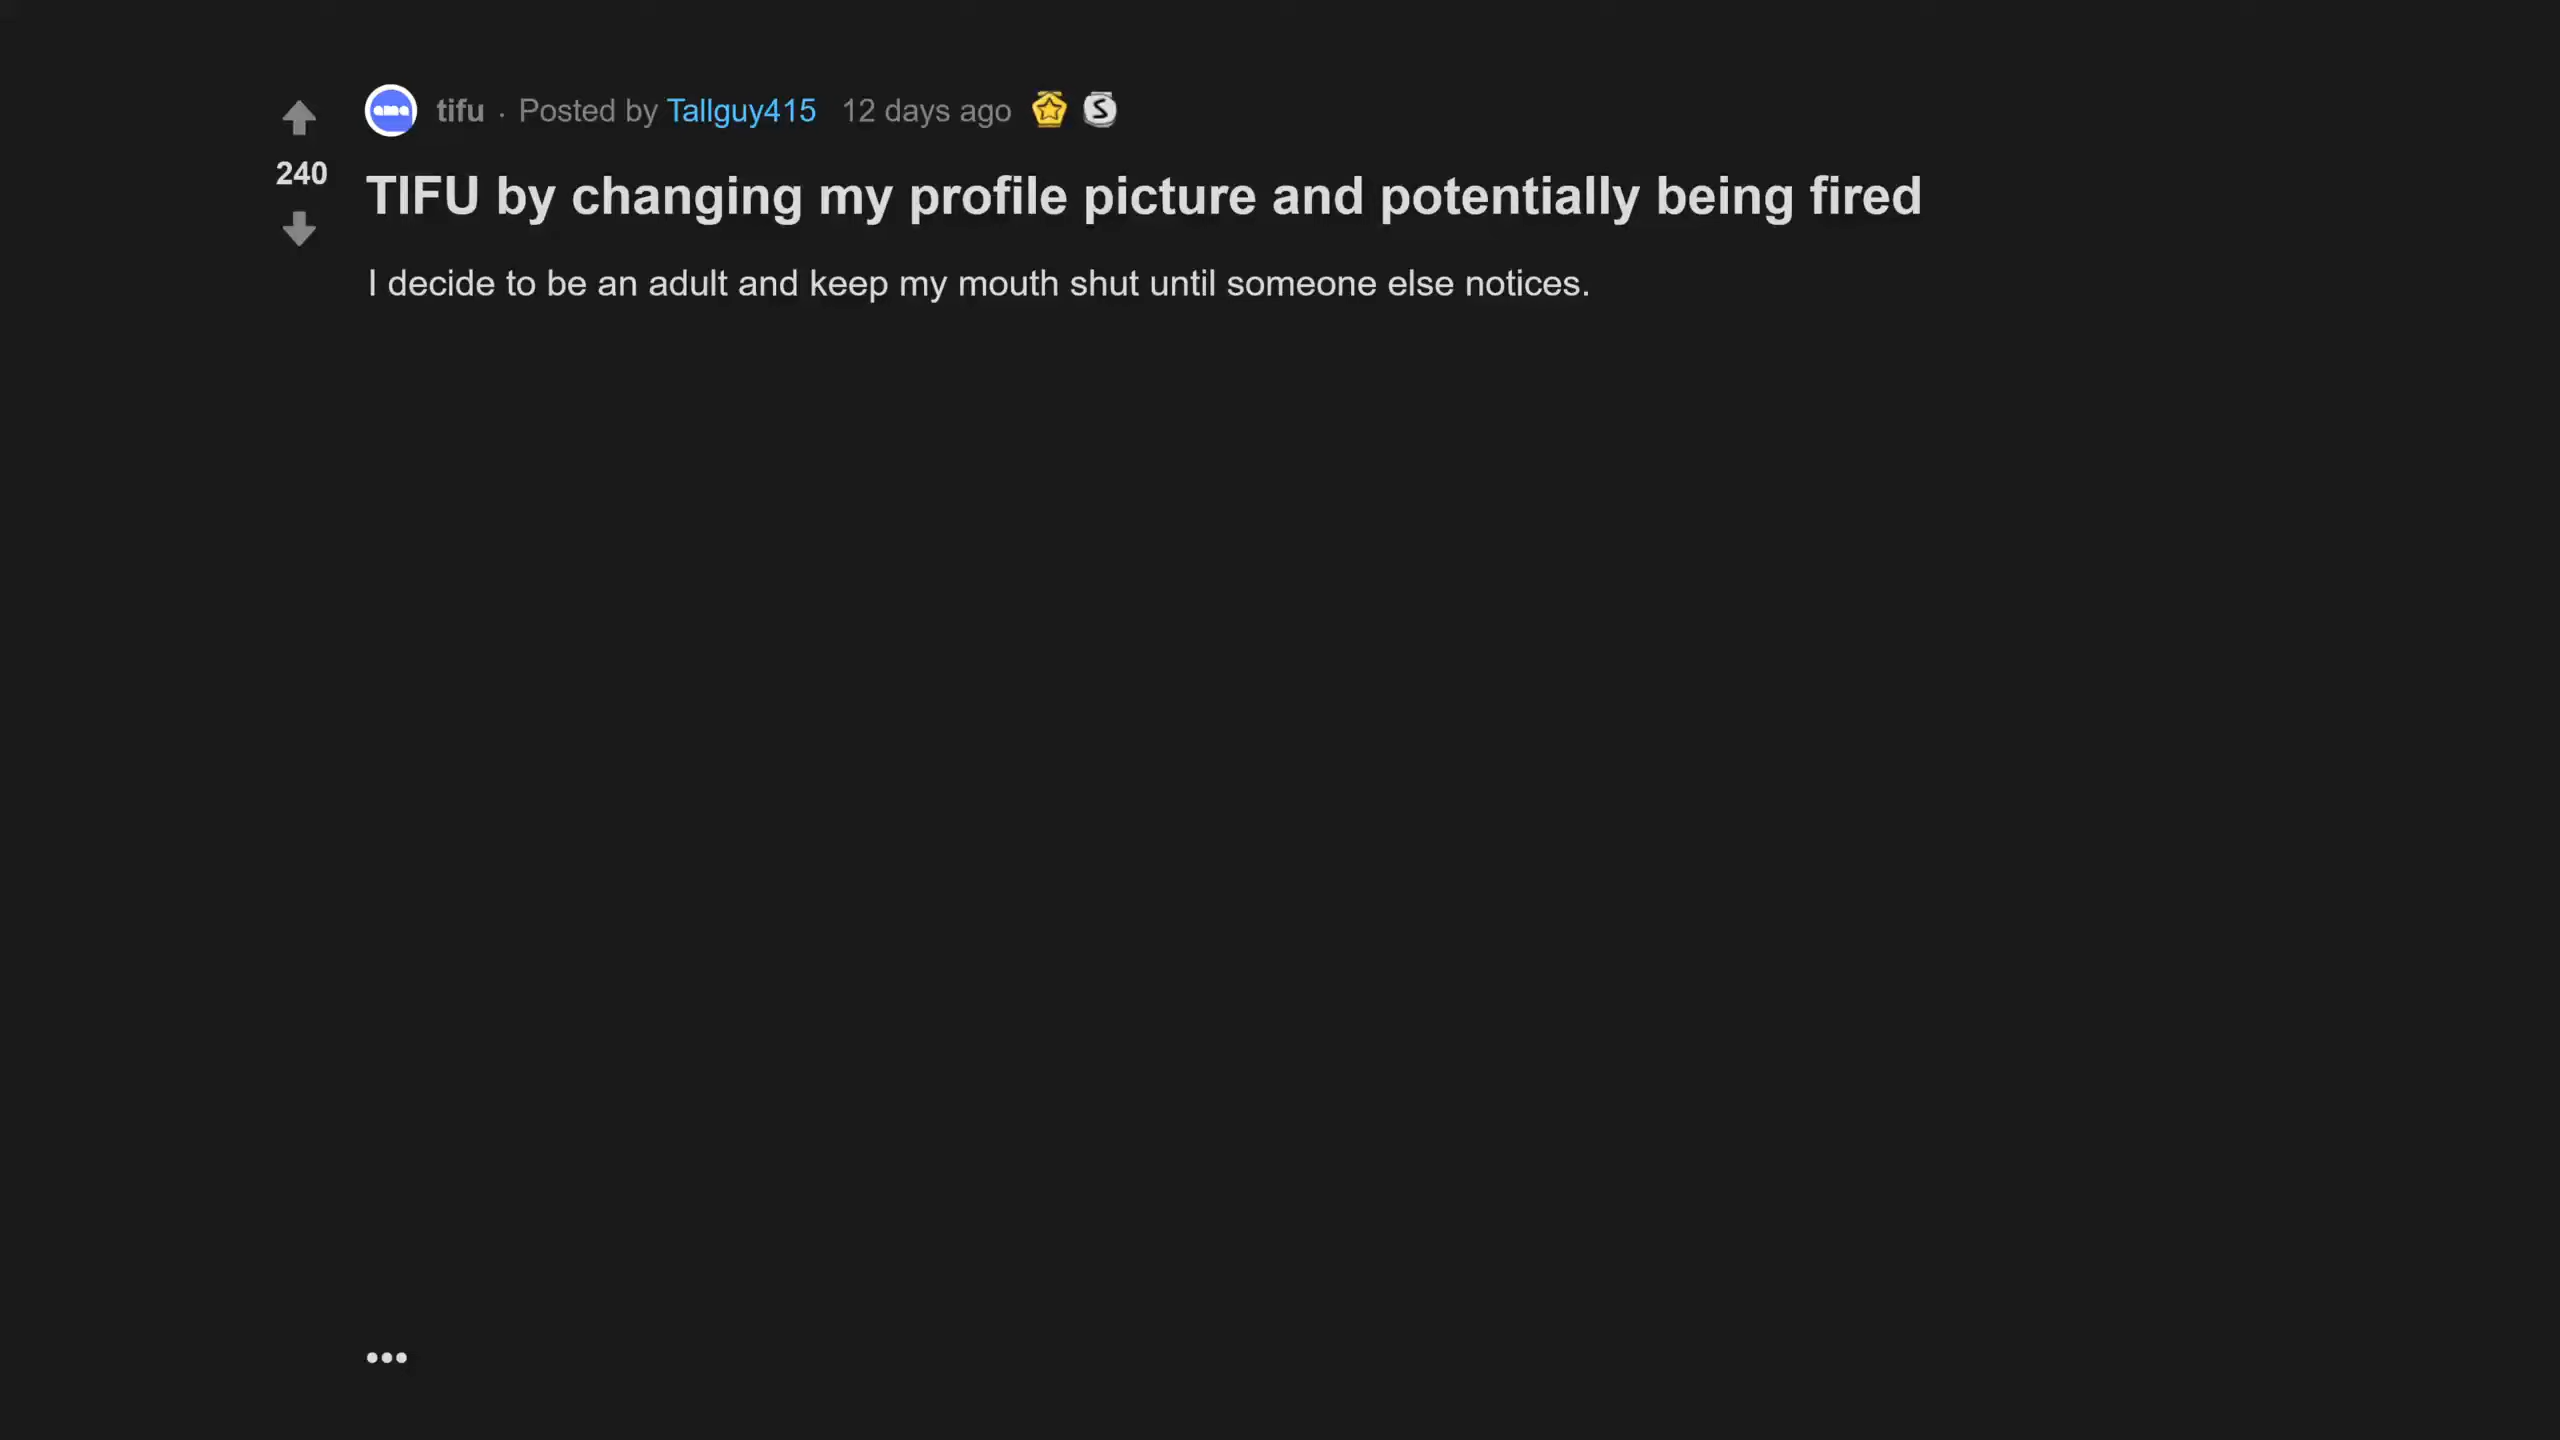 ama tifu · Posted by Tallguy415 12 days ago S
240
TIFU by changing my profile picture and potentially being fired
I decide to be an adult and keep my mouth shut until someone else notices.
•••